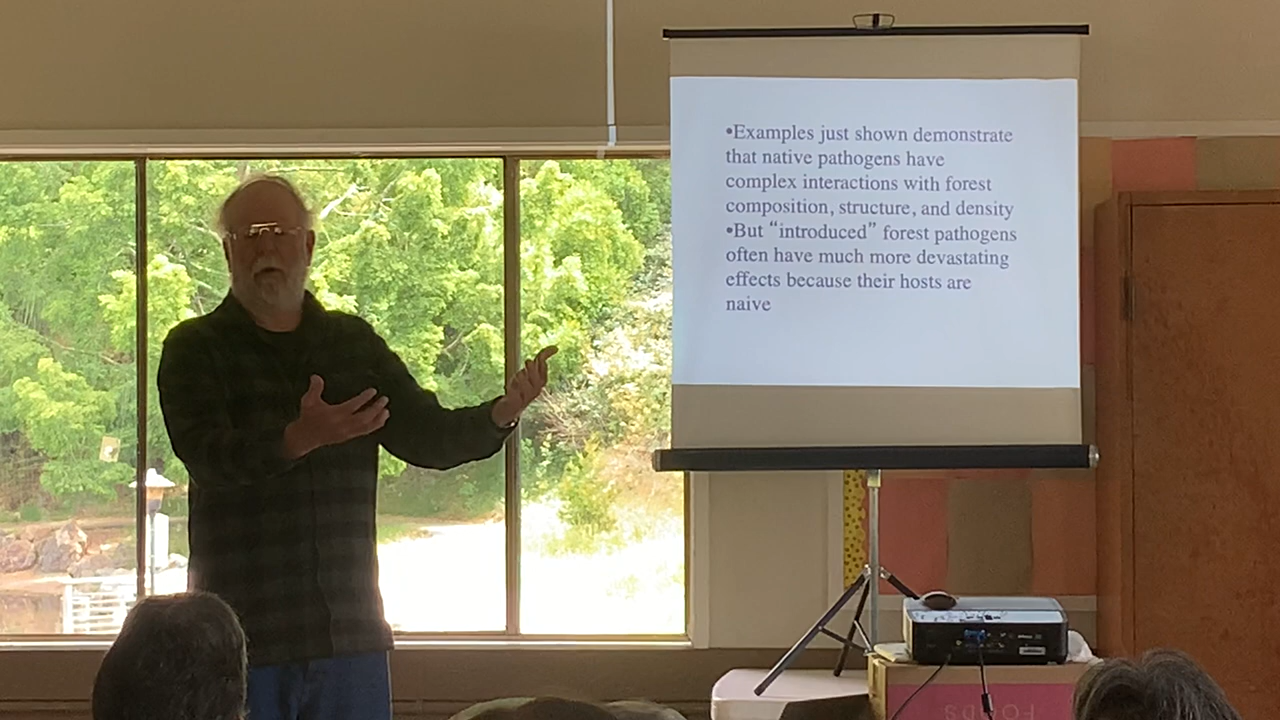 •Examples just shown demonstrate
that native pathogens have
complex interactions with forest
composition, structure, and density
•But “introduced” forest pathogens
often have much more devastating
effects because their hosts are
naive
FOODS